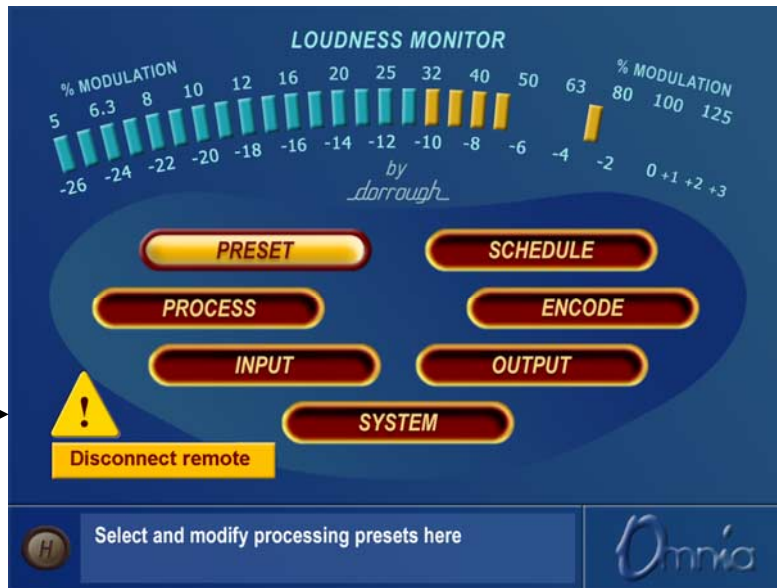 LOUDNESS MONITOR
% MODULATION
% MODULATION
5 6.3 8 10 12 16 20 25 32 40 50 63 80 100 125
-26 -24 -22 -20 -18 -16 -14 -12 -10 -8 -6 -4 -2 0 +1 +2 +3
by
dorrough
PRESET
SCHEDULE
PROCESS
ENCODE
INPUT
OUTPUT
SYSTEM
!
Disconnect remote
H
Select and modify processing presets here
Omnia